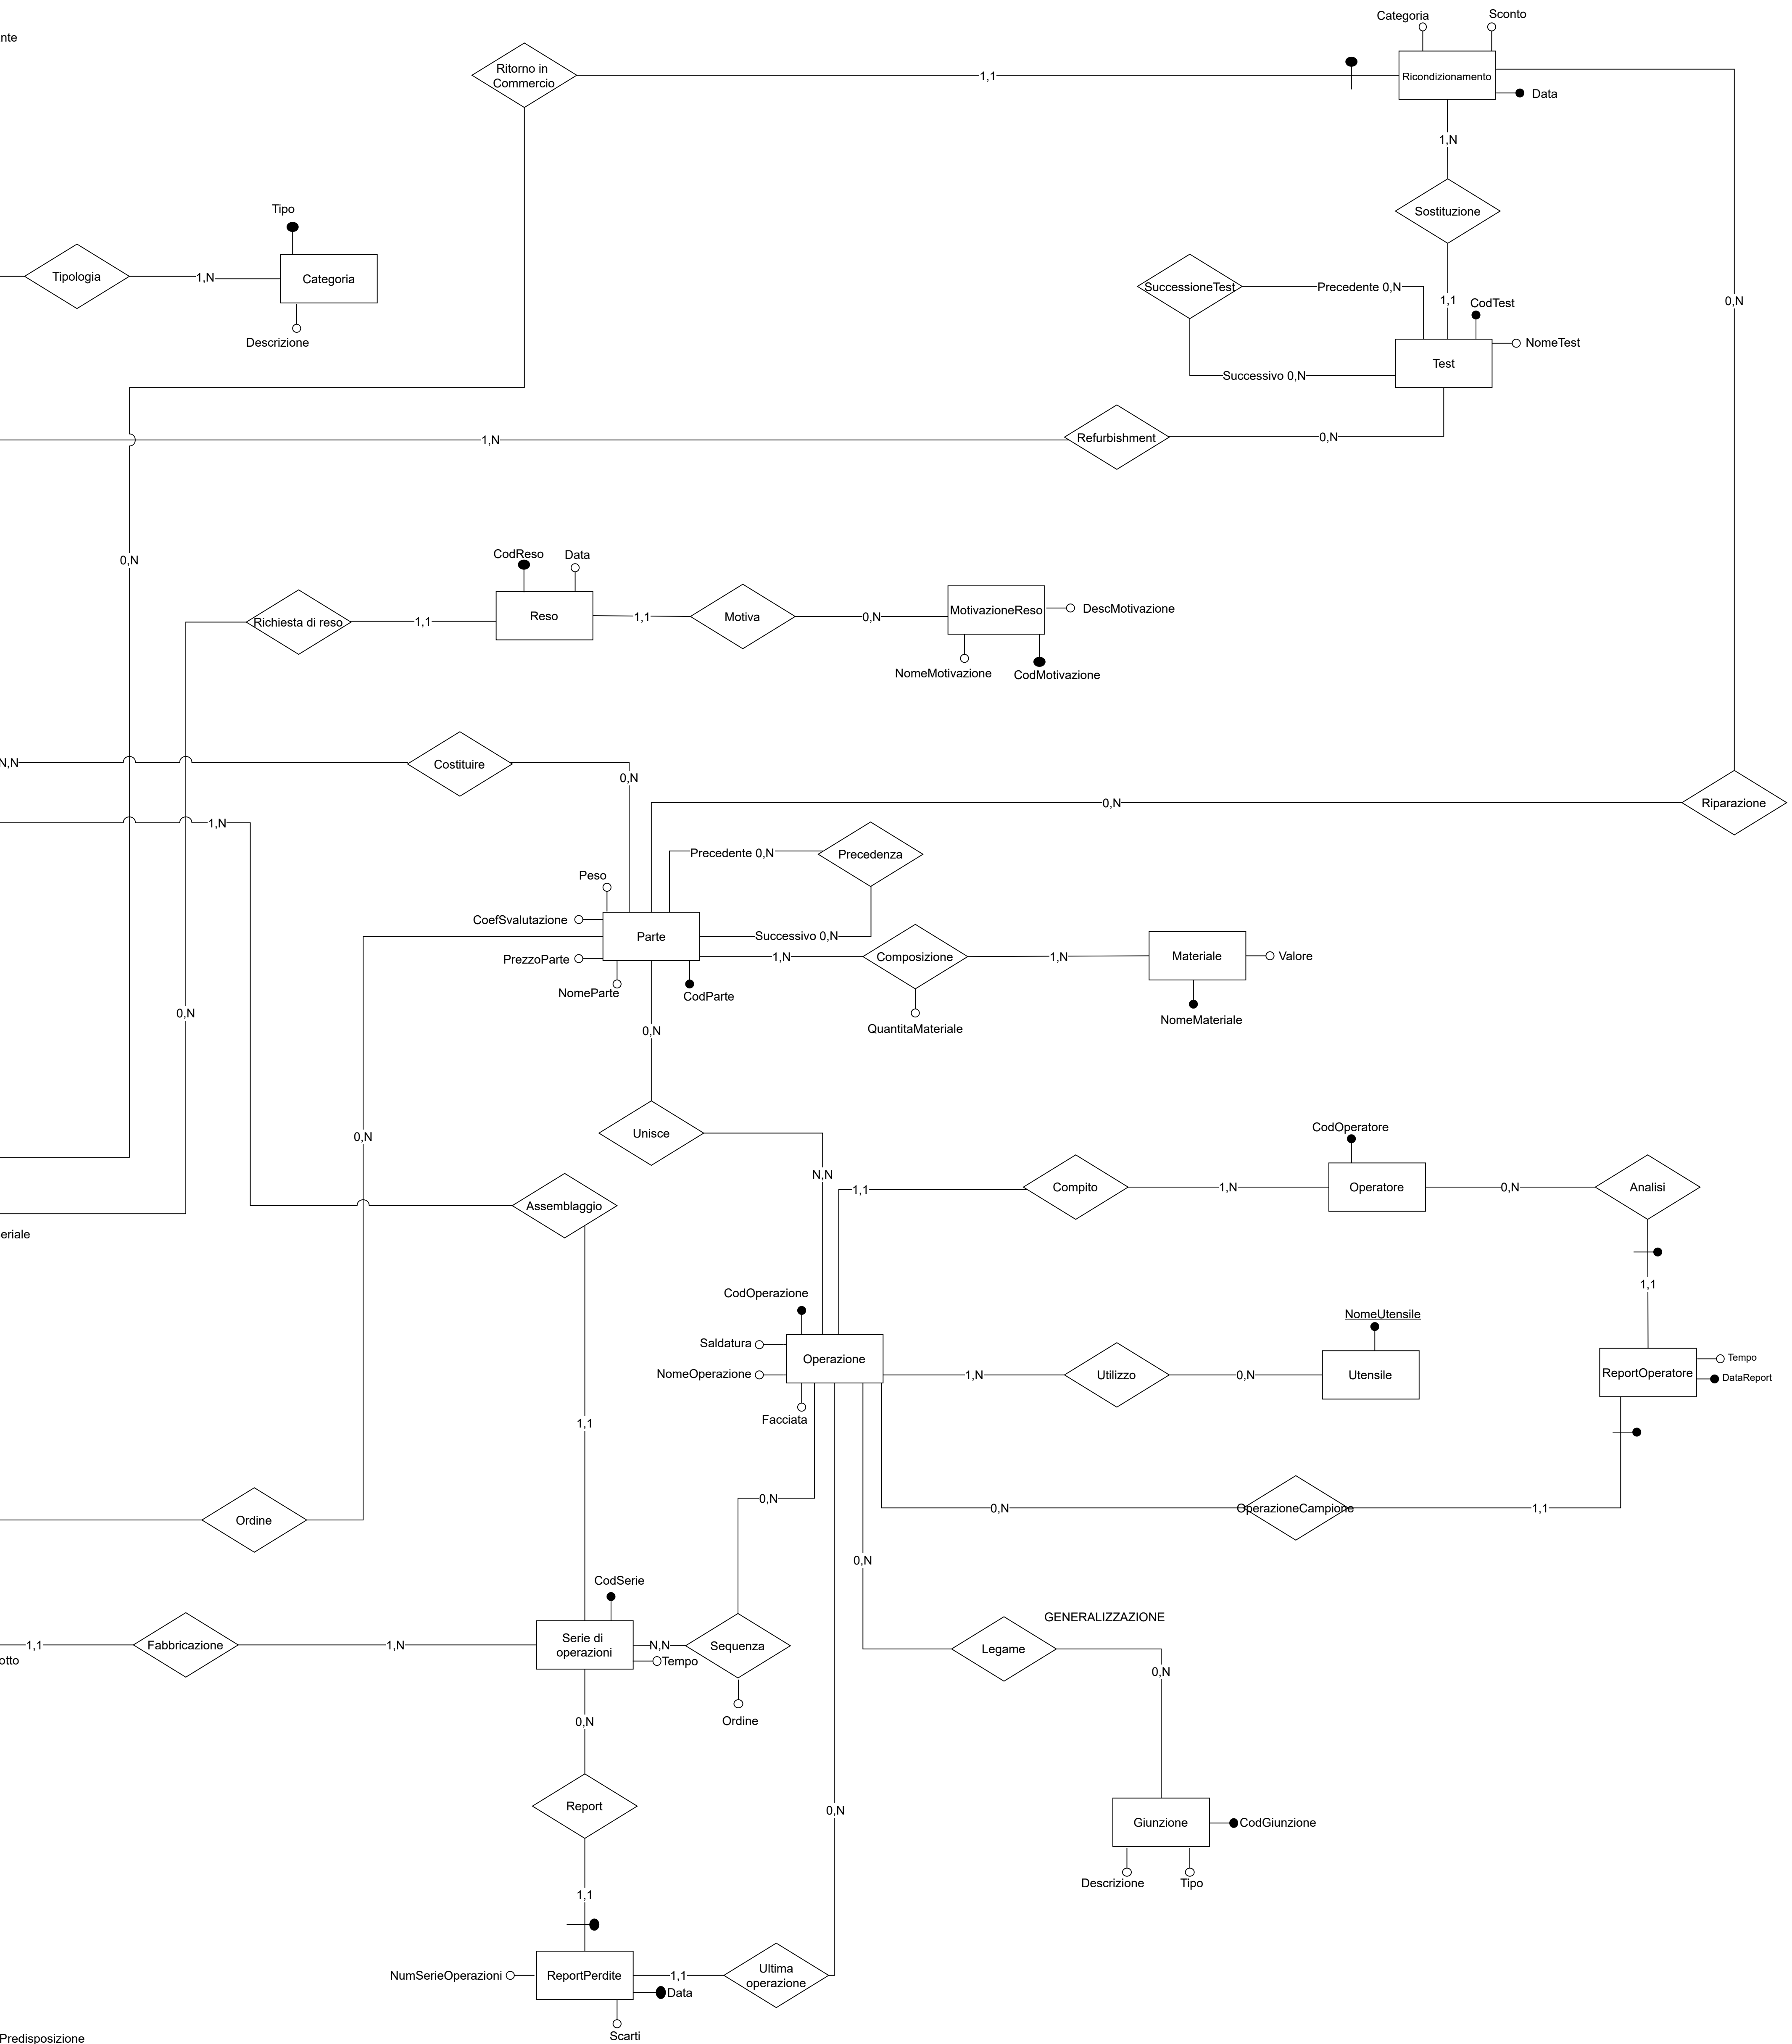 Categoria
Sconto
nte
Ritorno in
Commercio
1,1
Ricondizionamento
Data
1,N
Tipo
Sostituzione
Tipologia
1,N
Categoria
SuccessioneTest
Precedente 0,N
1,1
CodTest
0,N
Descrizione
NomeTest
Test
Successivo 0,N
1,N
Refurbishment
0,N
0,N
CodReso
Data
Richiesta di reso
1,1
Reso
1,1
Motiva
0,N
MotivazioneReso
DescMotivazione
NomeMotivazione
CodMotivazione
N,N
Costituire
0,N
0,N
Riparazione
1,N
Precedente 0,N
Precedenza
Peso
CoefSvalutazione
Parte
Successivo 0,N
PrezzoParte
1,N
Composizione
1,N
Materiale
Valore
NomeParte
CodParte
0,N
QuantitaMateriale
NomeMateriale
0,N
0,N
Unisce
CodOperatore
N,N
1,1
Compito
1,N
Operatore
0,N
Analisi
Assemblaggio
eriale
1,1
CodOperazione
NomeUtensile
Saldatura
Operazione
NomeOperazione
1,N
Utilizzo
0,N
Utensile
ReportOperatore
Tempo
DataReport
Facciata
1,1
0,N
0,N
OperazioneCampione
1,1
Ordine
0,N
CodSerie
GENERALIZZAZIONE
1,1
Fabbricazione
1,N
Serie di
operazioni
N,N
Sequenza
Legame
otto
Tempo
0,N
Ordine
0,N
Report
0,N
Giunzione
CodGiunzione
Descrizione
Tipo
1,1
NumSerieOperazioni
ReportPerdite
1,1
Ultima
operazione
Data
Scarti
Predisposizione